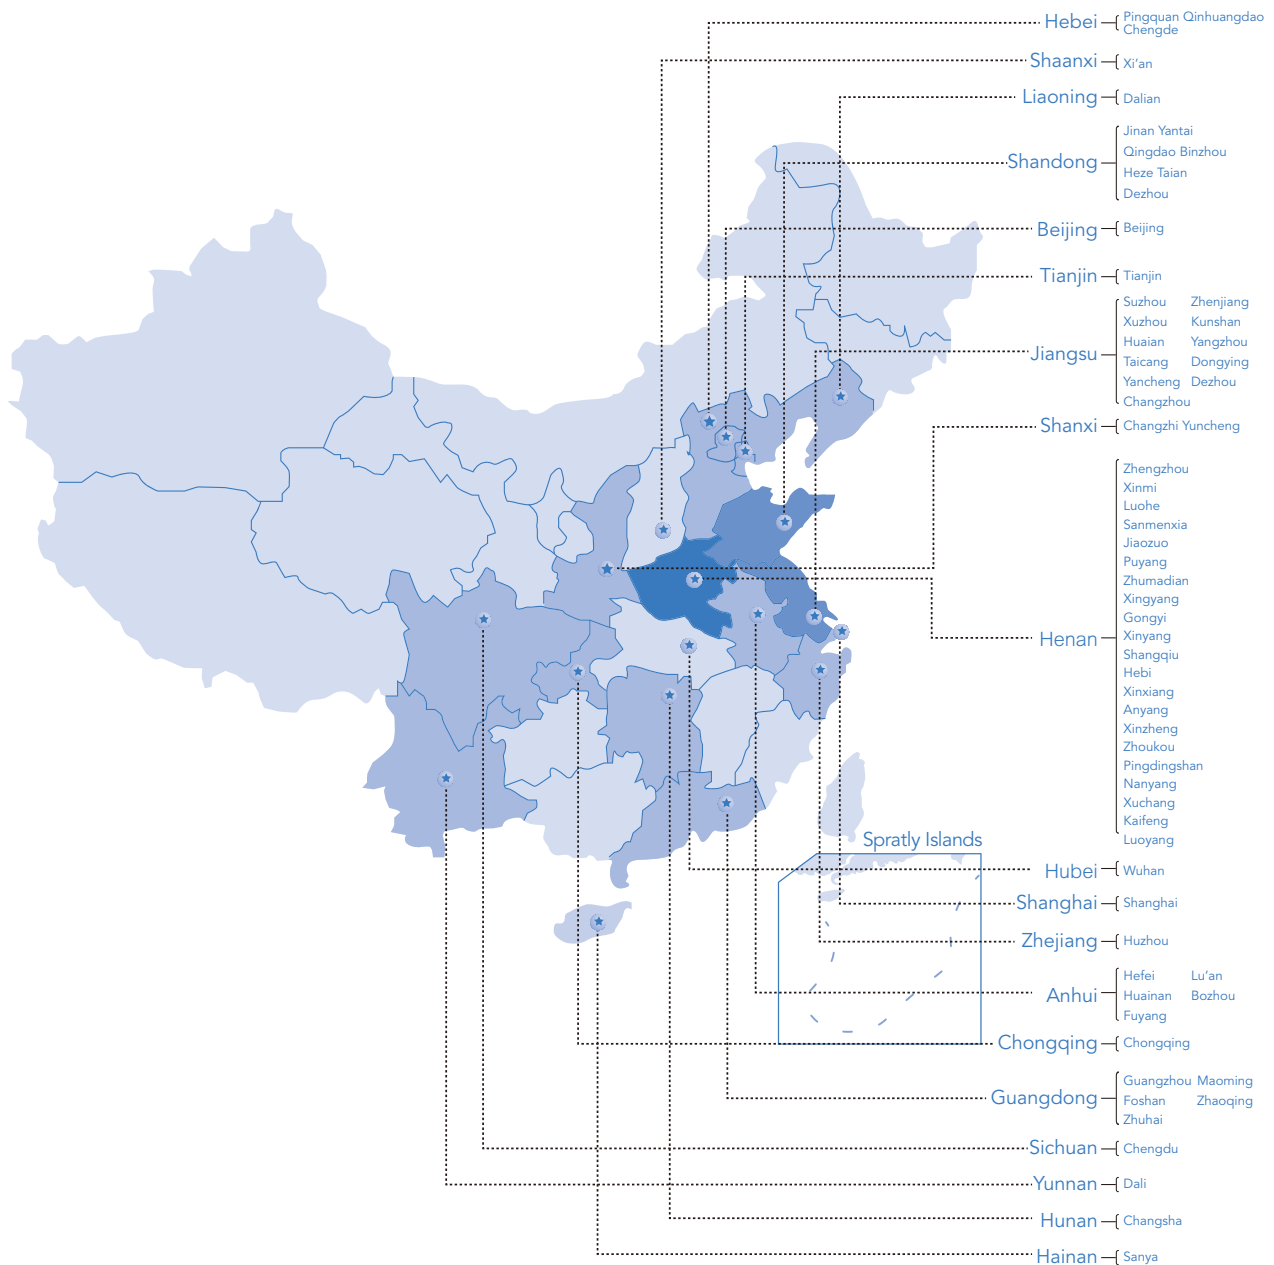 Hebei
Pingquan Qinhuangdao
Chengde
Shaanxi
Xi’an
Liaoning
Dalian
Shandong
Jinan Yantai
Qingdao Binzhou
Heze Taian
Dezhou
Beijing
Beijing
Tianjin
Tianjin
Jiangsu
Suzhou Zhenjiang
Xuzhou Kunshan
Huaian Yangzhou
Taicang Dongying
Yancheng Dezhou
Changzhou
Shanxi
Changzhi Yuncheng
Henan
Zhengzhou
Xinmi
Luohe
Sanmenxia
Jiaozuo
Puyang
Zhumadian
Xingyang
Gongyi
Xinyang
Shangqiu
Hebi
Xinxiang
Anyang
Xinzheng
Zhoukou
Pingdingshan
Nanyang
Xuchang
Kaifeng
Luoyang
Spratly Islands
Hubei
Wuhan
Shanghai
Shanghai
Zhejiang
Huzhou
Anhui
Hefei Lu’an
Huainan Bozhou
Fuyang
Chongqing
Chongqing
Guangdong
Guangzhou Maoming
Foshan Zhaoqing
Zhuhai
Sichuan
Chengdu
Yunnan
Dali
Hunan
Changsha
Hainan
Sanya